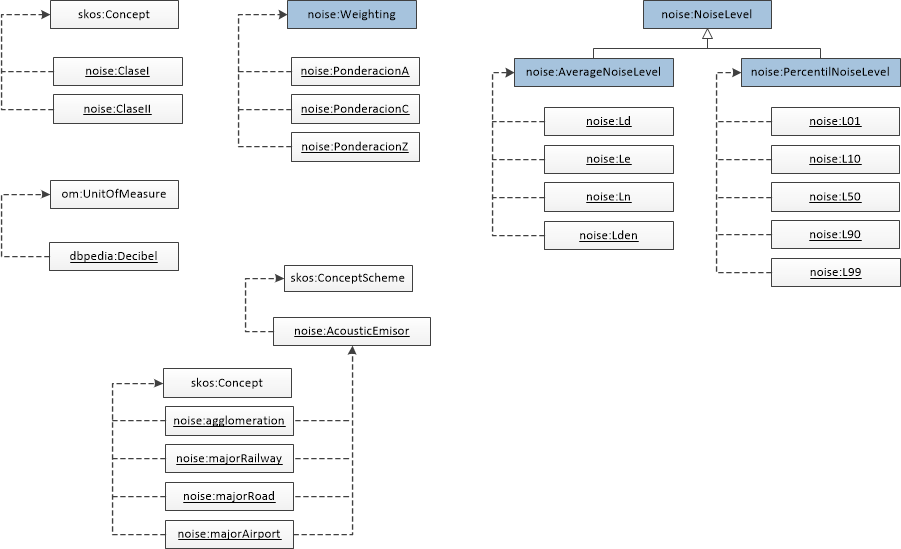 skos:Concept
noise:ClaseI
noise:ClaseII
noise:Weighting
noise:PonderacionA
noise:PonderacionC
noise:PonderacionZ
noise:NoiseLevel
noise:AverageNoiseLevel
noise:Ld
noise:Le
noise:Ln
noise:Lden
noise:PercentilNoiseLevel
noise:L01
noise:L10
noise:L50
noise:L90
noise:L99
om:UnitOfMeasure
dbpedia:Decibel
skos:ConceptScheme
noise:AcousticEmisor
skos:Concept
noise:agglomeration
noise:majorRailway
noise:majorRoad
noise:majorAirport